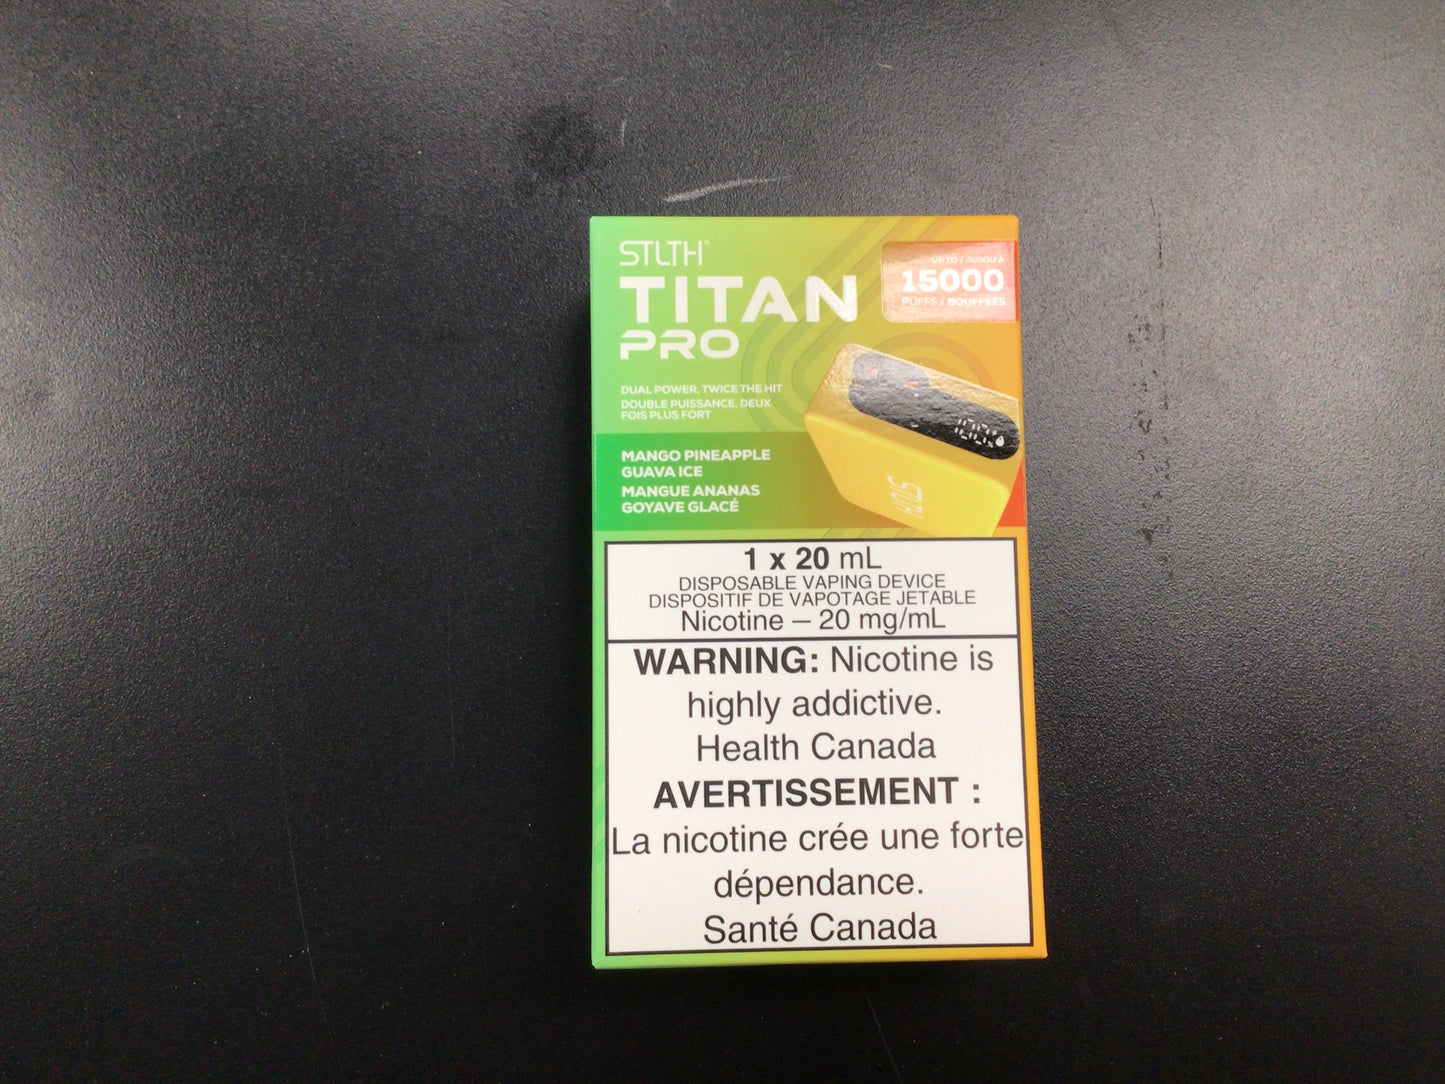 STLTH™
TITAN
PRO
UP TO / JUSQU'À
15000
PUFFS / BOUFFÉES
DUAL POWER, TWICE THE HIT
DOUBLE PUISSANCE, DEUX
FOIS PLUS FORT
MANGO PINEAPPLE
GUAVA ICE
MANGUE ANANAS
GOYAVE GLACÉ
STLTH
1 x 20 mL
DISPOSABLE VAPING DEVICE
DISPOSITIF DE VAPOTAGE JETABLE
Nicotine – 20 mg/mL
WARNING: Nicotine is
highly addictive.
Health Canada
AVERTISSEMENT :
La nicotine crée une forte
dépendance.
Santé Canada